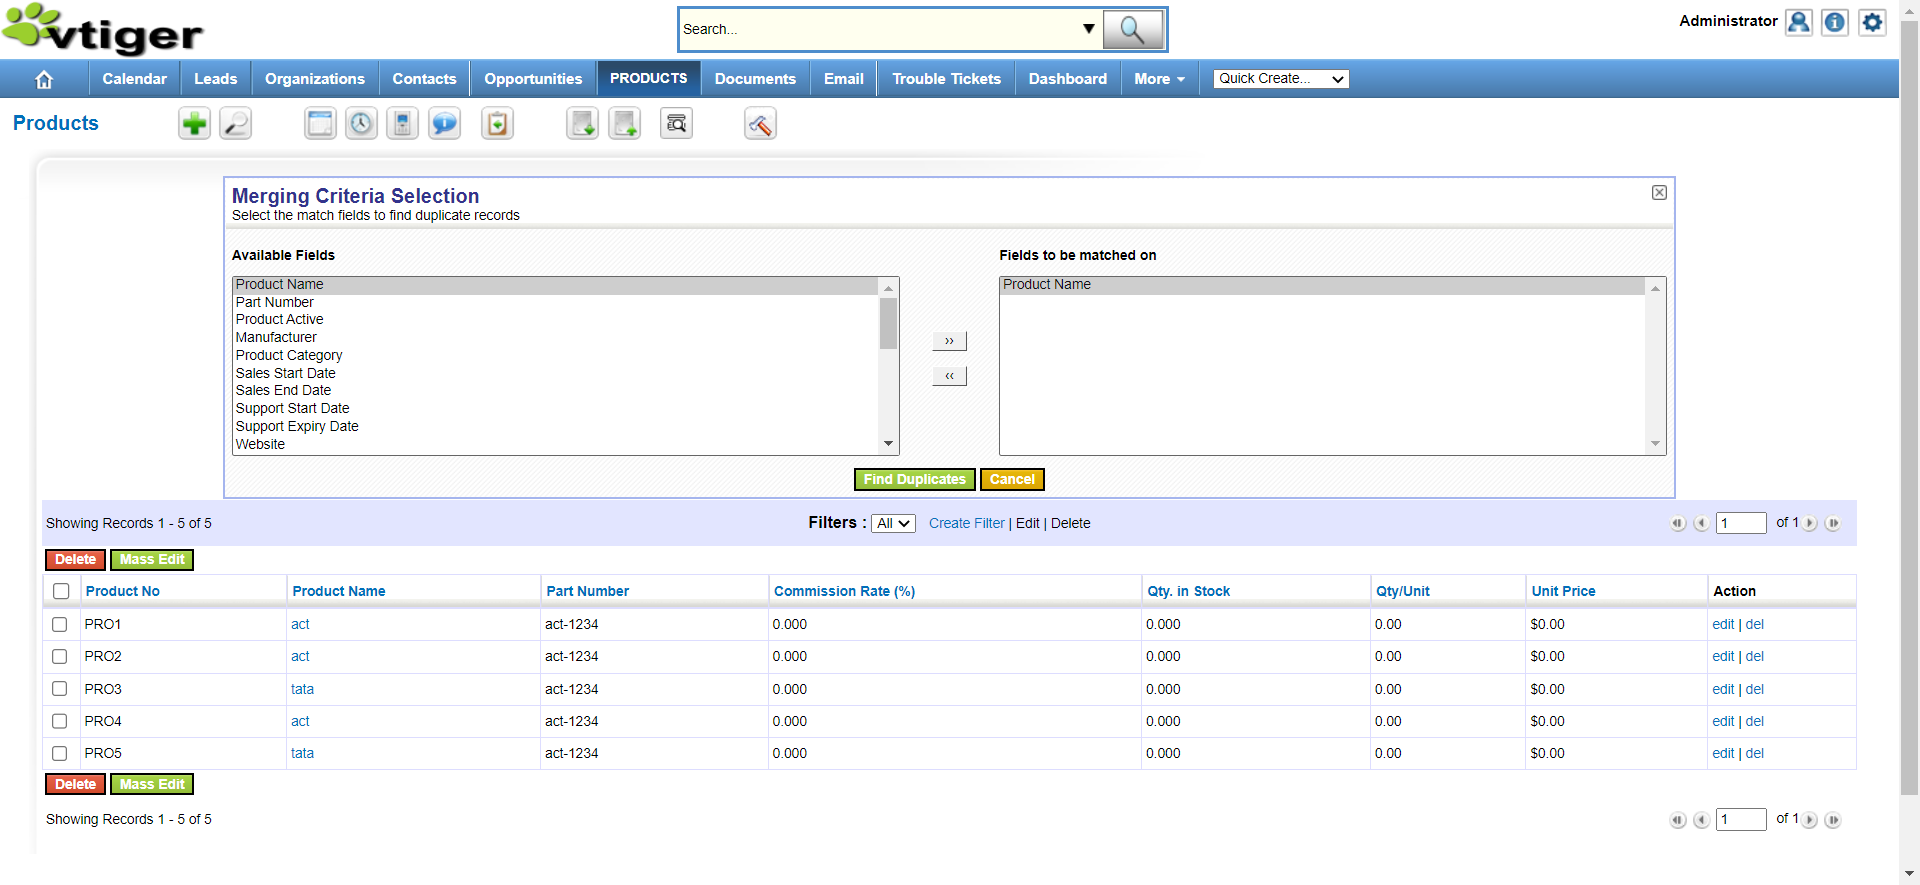 vtiger
Search...
Administrator
Calendar Leads Organizations Contacts Opportunities PRODUCTS Documents Email Trouble Tickets Dashboard More Quick Create...
Products
Merging Criteria Selection
Select the match fields to find duplicate records
Available Fields Fields to be matched on
Product Name
Part Number
Product Active
Manufacturer
Product Category
Sales Start Date
Sales End Date
Support Start Date
Support Expiry Date
Website
››
‹‹
Product Name
Find Duplicates Cancel
Showing Records 1 - 5 of 5 Filters : All Create Filter | Edit | Delete 1 of 1
Delete Mass Edit
Product No Product Name Part Number Commission Rate (%) Qty. in Stock Qty/Unit Unit Price Action
PRO1 act act-1234 0.000 0.000 0.00 $0.00 edit | del
PRO2 act act-1234 0.000 0.000 0.00 $0.00 edit | del
PRO3 tata act-1234 0.000 0.000 0.00 $0.00 edit | del
PRO4 act act-1234 0.000 0.000 0.00 $0.00 edit | del
PRO5 tata act-1234 0.000 0.000 0.00 $0.00 edit | del
Delete Mass Edit
Showing Records 1 - 5 of 5 1 of 1